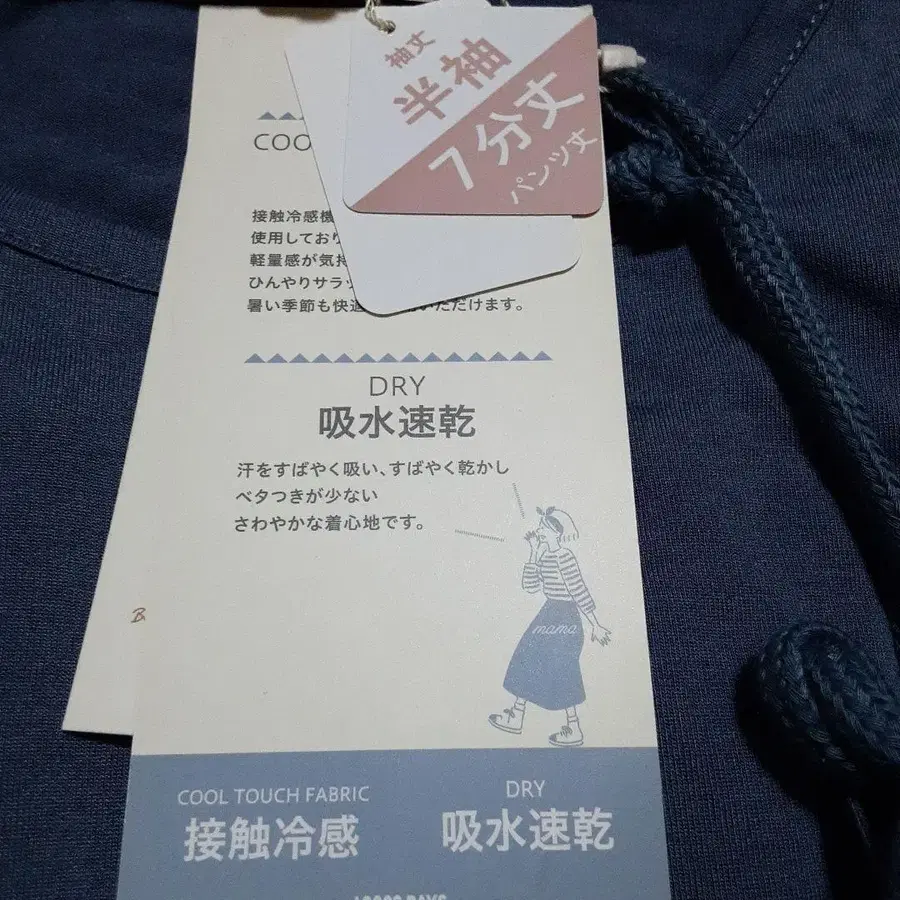 袖丈
半袖
7分丈
パンツ丈
COO
接触冷感機
使用しており
軽量感が気持
ひんやりサラッ
暑い季節も快適
いただけます。
DRY
吸水速乾
汗をすばやく吸い、すばやく乾かし
ベタつきが少ない
さわやかな着心地です。
mama
B
COOL TOUCH FABRIC
接触冷感
DRY
吸水速乾